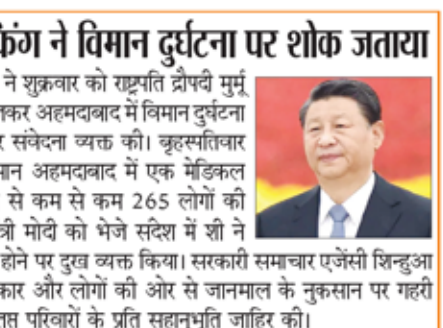 ने विमान दुर्घटना पर शोक जताया
ने शुक्रवार को राष्ट्रपति द्रौपदी मुर्मू
अहमदाबाद में विमान दुर्घटना
संवेदना व्यक्त की। बृहस्पतिवार
अहमदाबाद में एक मेडिकल
से कम से कम 265 लोगों की
मोदी को भेजे संदेश में शी ने
होने पर दुख व्यक्त किया। सरकारी समाचार एजेंसी शिन्हुआ
और लोगों की ओर से जानमाल के नुकसान पर गहरी
परिवारों के प्रति सहानुभूति जाहिर की।